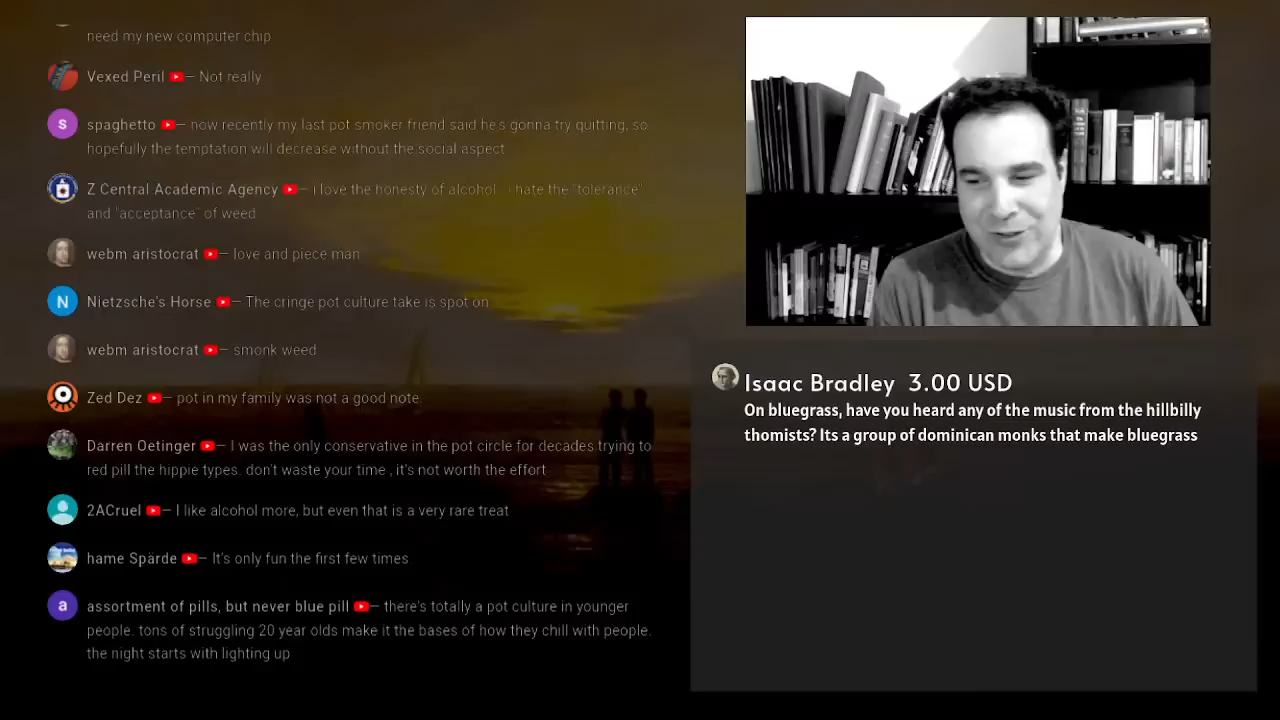 need my new computer chip
Vexed Peril — Not really
spaghetto — now recently my last pot smoker friend said he's gonna try quitting, so
hopefully the temptation will decrease without the social aspect
Z Central Academic Agency — i love the honesty of alcohol. i hate the "tolerance"
and "acceptance" of weed
webm aristocrat — love and piece man
Nietzsche's Horse — The cringe pot culture take is spot on
webm aristocrat — smonk weed
Zed Dez — pot in my family was not a good note.
Darren Oetinger — I was the only conservative in the pot circle for decades trying to
red pill the hippie types. don't waste your time , it's not worth the effort
2ACruel — I like alcohol more, but even that is a very rare treat
hame Spärde — It's only fun the first few times
assortment of pills, but never blue pill — there's totally a pot culture in younger
people. tons of struggling 20 year olds make it the bases of how they chill with people.
the night starts with lighting up
Isaac Bradley 3.00 USD
On bluegrass, have you heard any of the music from the hillbilly
thomists? Its a group of dominican monks that make bluegrass